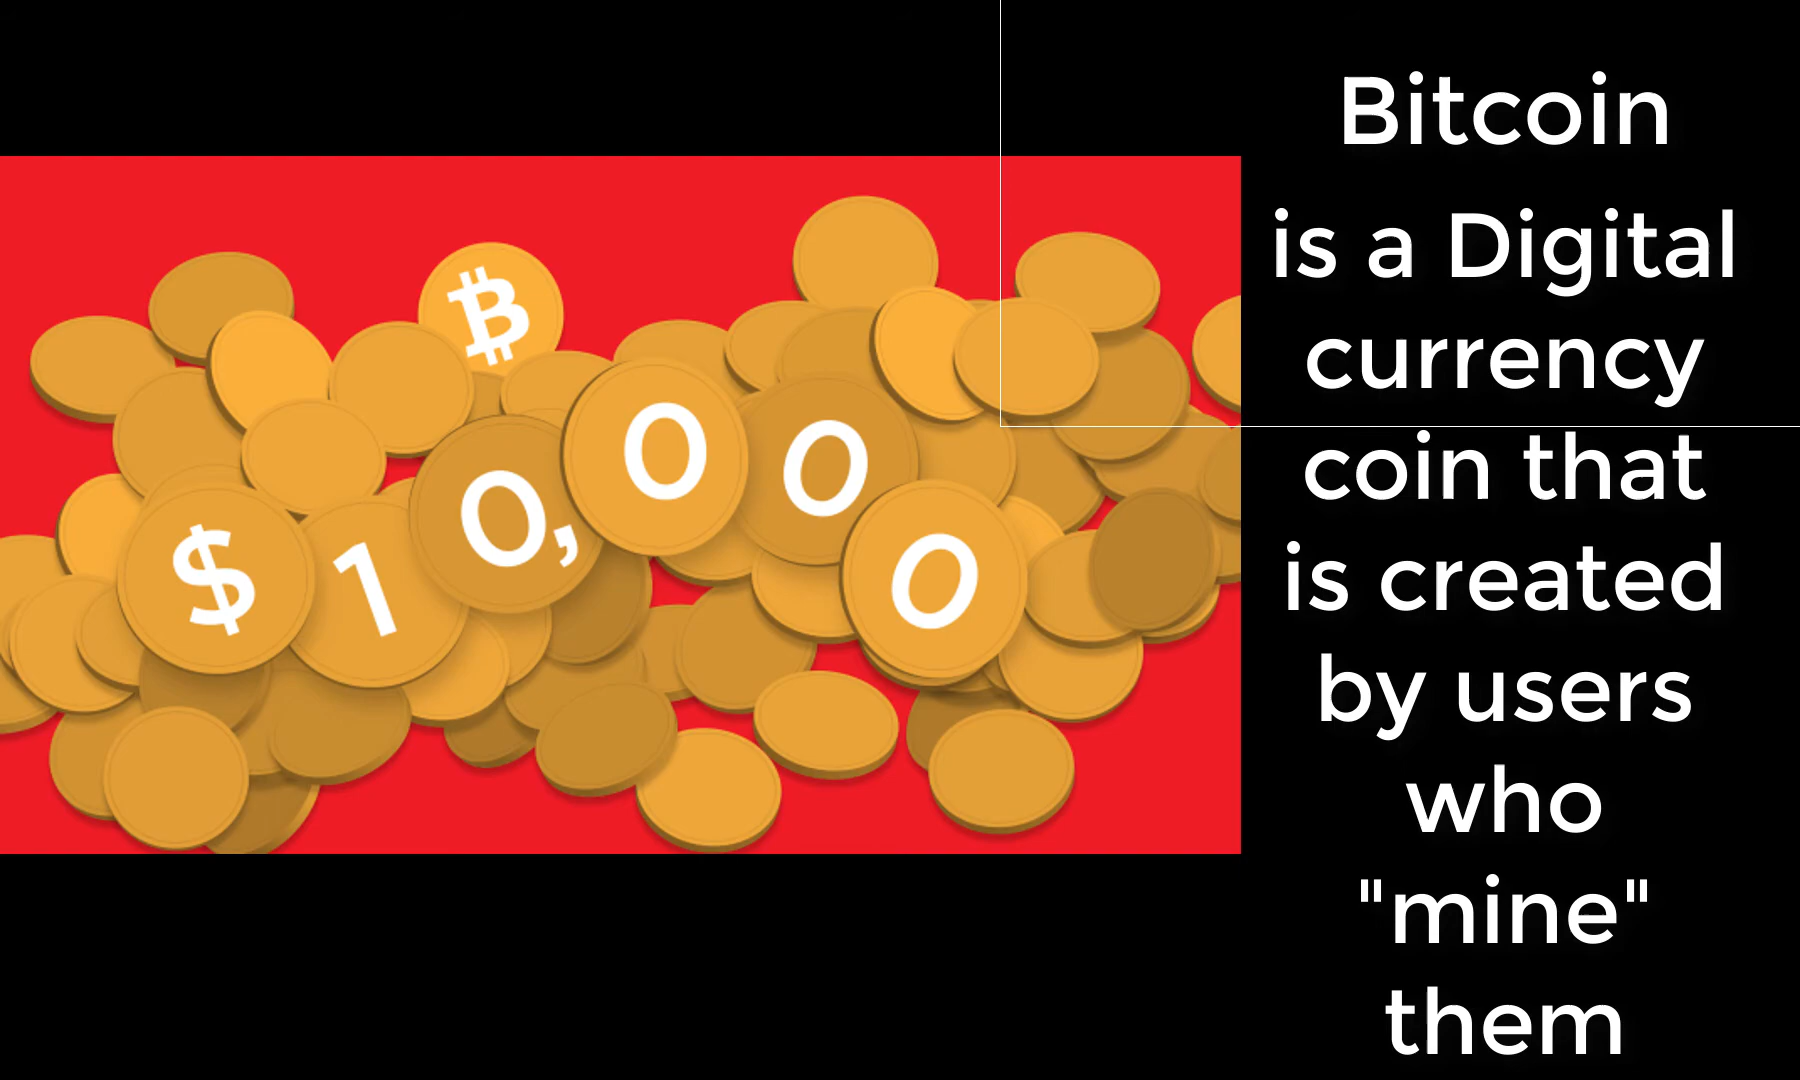 ₿
$10,000
Bitcoin
is a Digital
currency
coin that
is created
by users
who
"mine"
them